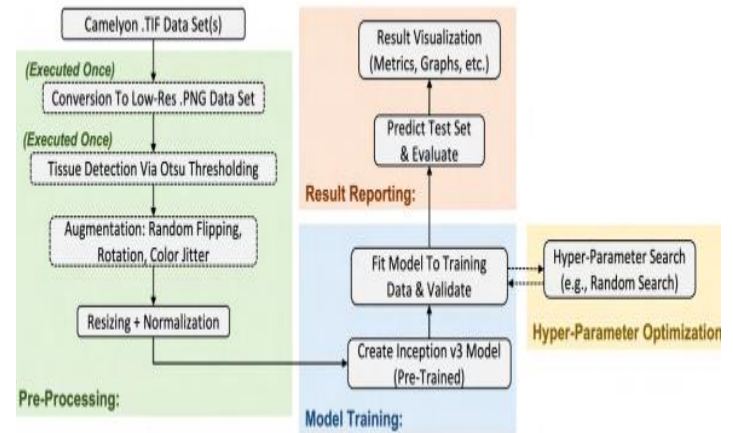 Camelyon .TIF Data Set(s)
(Executed Once)
Conversion To Low-Res .PNG Data Set
(Executed Once)
Tissue Detection Via Otsu Thresholding
Augmentation: Random Flipping,
Rotation, Color Jitter
Resizing + Normalization
Pre-Processing:
Result Visualization
(Metrics, Graphs, etc.)
Predict Test Set
& Evaluate
Result Reporting:
Fit Model To Training
Data & Validate
Create Inception v3 Model
(Pre-Trained)
Model Training:
Hyper-Parameter Search
(e.g., Random Search)
Hyper-Parameter Optimization